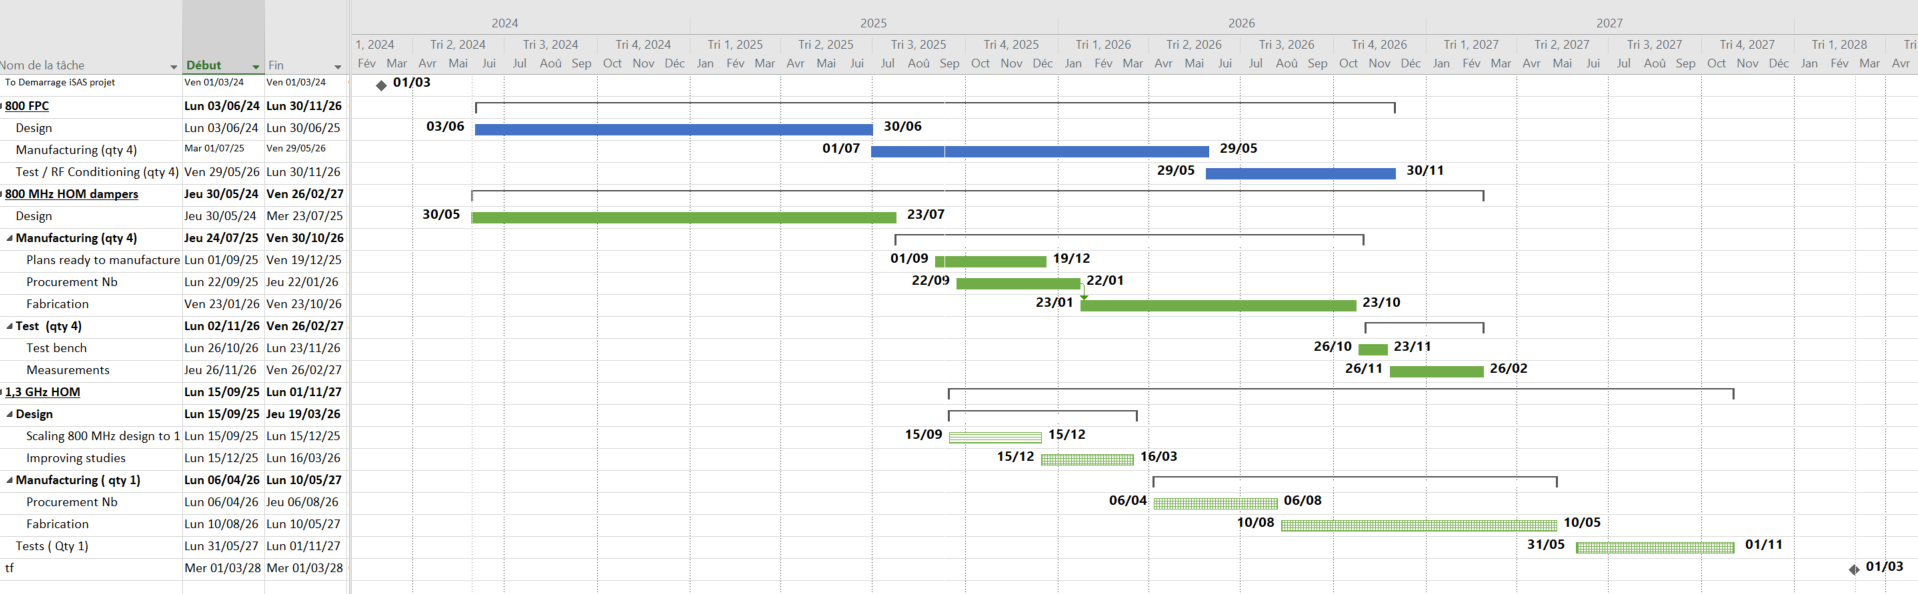 2024 2025 2026 2027
1, 2024 Tri 2, 2024 Tri 3, 2024 Tri 4, 2024 Tri 1, 2025 Tri 2, 2025 Tri 3, 2025 Tri 4, 2025 Tri 1, 2026 Tri 2, 2026 Tri 3, 2026 Tri 4, 2026 Tri 1, 2027 Tri 2, 2027 Tri 3, 2027 Tri 4, 2027 Tri 1, 2028 Tri
Nom de la tâche Début Fin Fév Mar Avr Mai Jui Jul Aoû Sep Oct Nov Déc Jan Fév Mar Avr Mai Jui Jul Aoû Sep Oct Nov Déc Jan Fév Mar Avr Mai Jui Jul Aoû Sep Oct Nov Déc Jan Fév Mar Avr Mai Jui Jul Aoû Sep Oct Nov Déc Jan Fév Mar Avr
To Demarrage iSAS projet Ven 01/03/24 Ven 01/03/24 01/03
800 FPC Lun 03/06/24 Lun 30/11/26
Design Lun 03/06/24 Lun 30/06/25 03/06 30/06
Manufacturing (qty 4) Mar 01/07/25 Ven 29/05/26 01/07 29/05
Test / RF Conditioning (qty 4) Ven 29/05/26 Lun 30/11/26 29/05 30/11
800 MHz HOM dampers Jeu 30/05/24 Ven 26/02/27
Design Jeu 30/05/24 Mer 23/07/25 30/05 23/07
Manufacturing (qty 4) Jeu 24/07/25 Ven 30/10/26
Plans ready to manufacture Lun 01/09/25 Ven 19/12/25 01/09 19/12
Procurement Nb Lun 22/09/25 Jeu 22/01/26 22/09 22/01
Fabrication Ven 23/01/26 Ven 23/10/26 23/01 23/10
Test (qty 4) Lun 02/11/26 Ven 26/02/27
Test bench Lun 26/10/26 Lun 23/11/26 26/10 23/11
Measurements Jeu 26/11/26 Ven 26/02/27 26/11 26/02
1,3 GHz HOM Lun 15/09/25 Lun 01/11/27
Design Lun 15/09/25 Jeu 19/03/26
Scaling 800 MHz design to 1 Lun 15/09/25 Lun 15/12/25 15/09 15/12
Improving studies Lun 15/12/25 Lun 16/03/26 15/12 16/03
Manufacturing ( qty 1) Lun 06/04/26 Lun 10/05/27
Procurement Nb Lun 06/04/26 Jeu 06/08/26 06/04 06/08
Fabrication Lun 10/08/26 Lun 10/05/27 10/08 10/05
Tests ( Qty 1) Lun 31/05/27 Lun 01/11/27 31/05 01/11
tf Mer 01/03/28 Mer 01/03/28 01/03